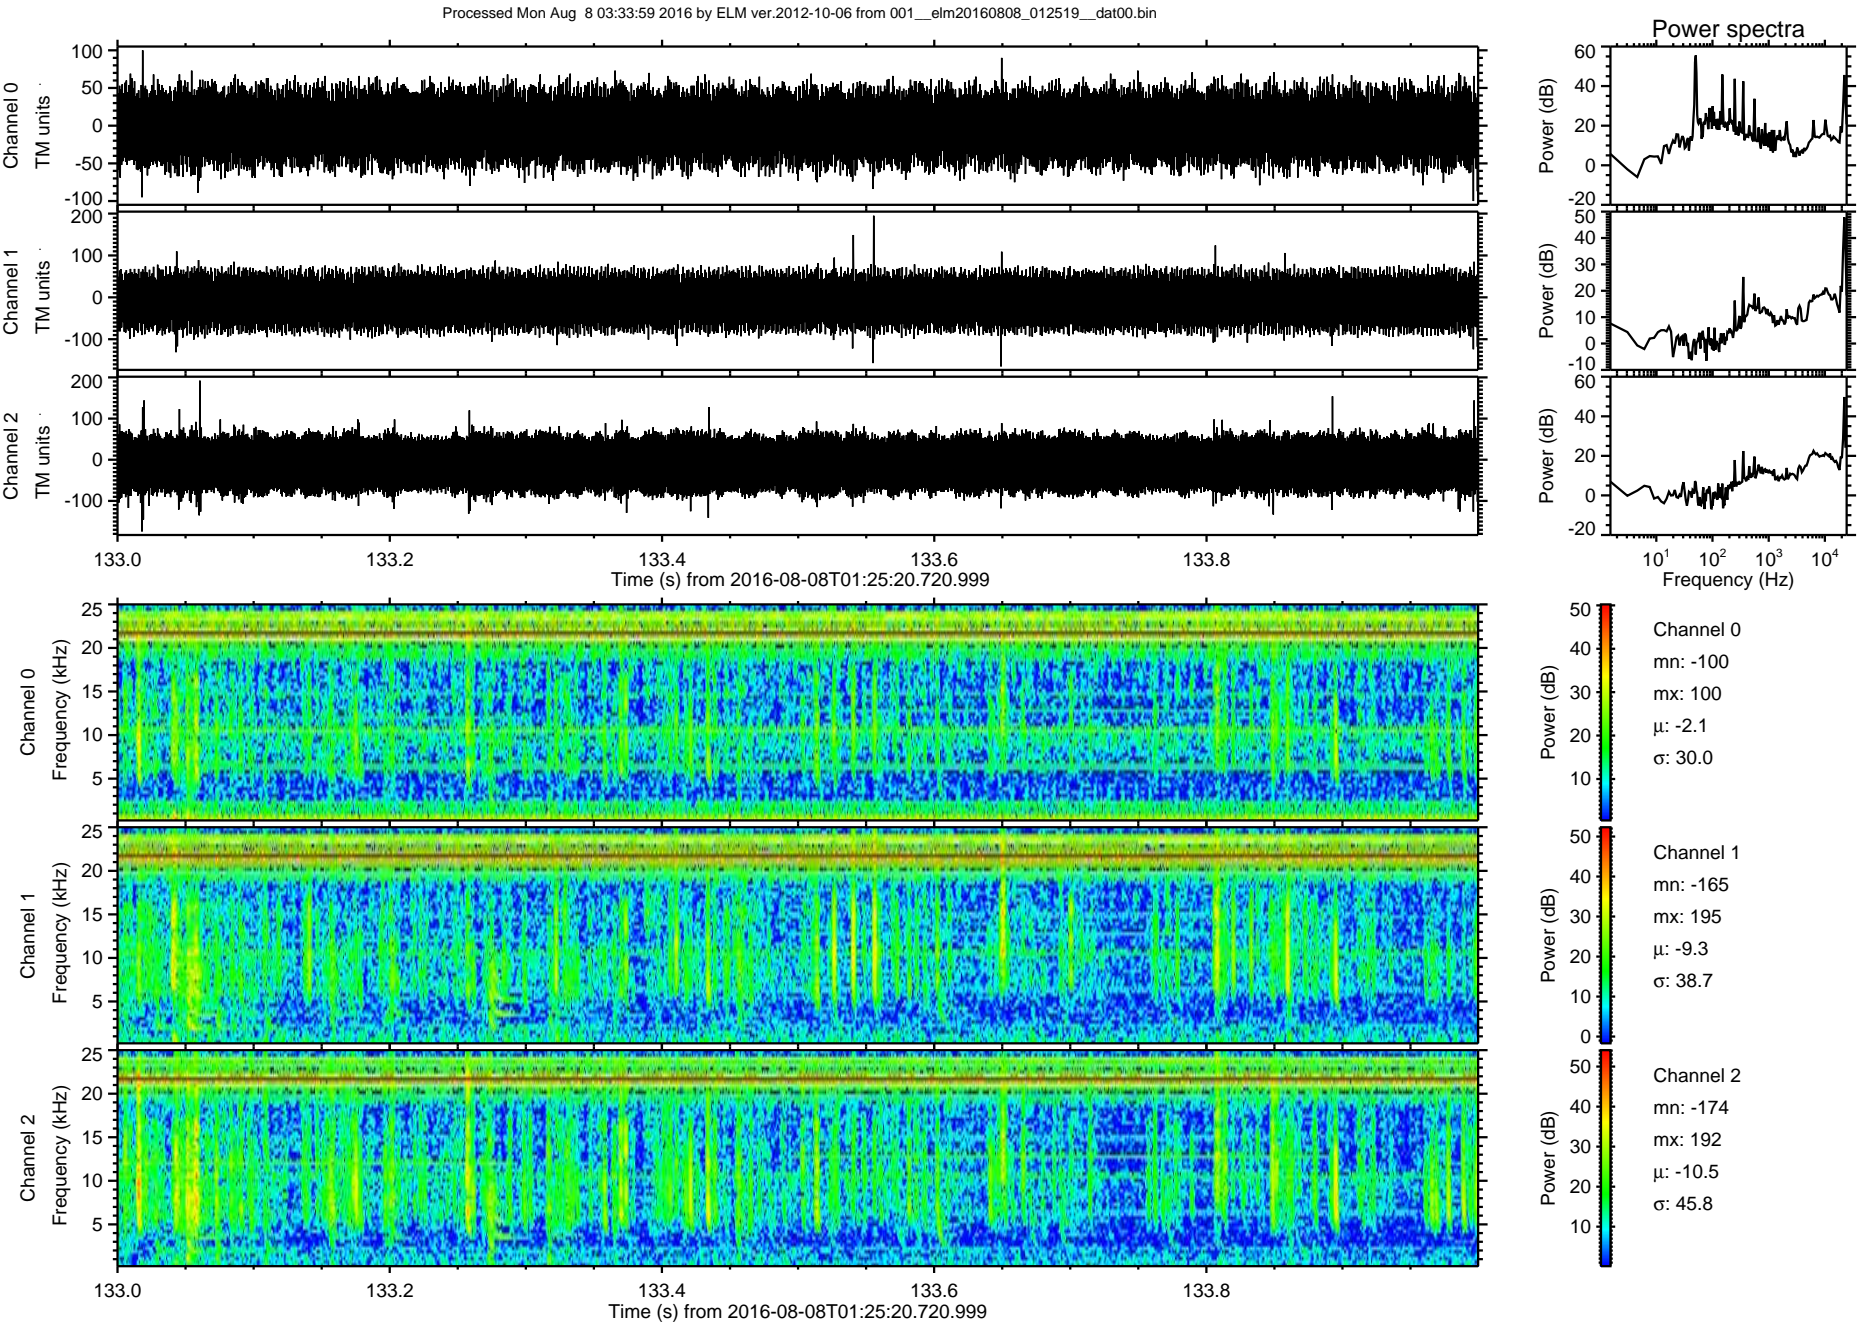 Processed Mon Aug  8 03:33:59 2016 by ELM ver.2012-10-06 from 001__elm20160808_012519__dat00.bin
Power spectra
Channel 0
TM units
100
50
0
-50
-100
Power (dB)
60
40
20
0
-20
Channel 1
TM units
200
100
0
-100
Power (dB)
50
40
30
20
10
0
-10
Channel 2
TM units
200
100
0
-100
Power (dB)
60
40
20
0
-20
133.0 133.2 133.4 133.6 133.8
Time (s) from 2016-08-08T01:25:20.720.999
10¹ 10² 10³ 10⁴
Frequency (Hz)
Channel 0
Frequency (kHz)
25
20
15
10
5
Power (dB)
50
40
30
20
10
Channel 0
mn: -100
mx: 100
μ: -2.1
σ: 30.0
Channel 1
Frequency (kHz)
25
20
15
10
5
Power (dB)
50
40
30
20
10
0
Channel 1
mn: -165
mx: 195
μ: -9.3
σ: 38.7
Channel 2
Frequency (kHz)
25
20
15
10
5
Power (dB)
50
40
30
20
10
Channel 2
mn: -174
mx: 192
μ: -10.5
σ: 45.8
133.0 133.2 133.4 133.6 133.8
Time (s) from 2016-08-08T01:25:20.720.999